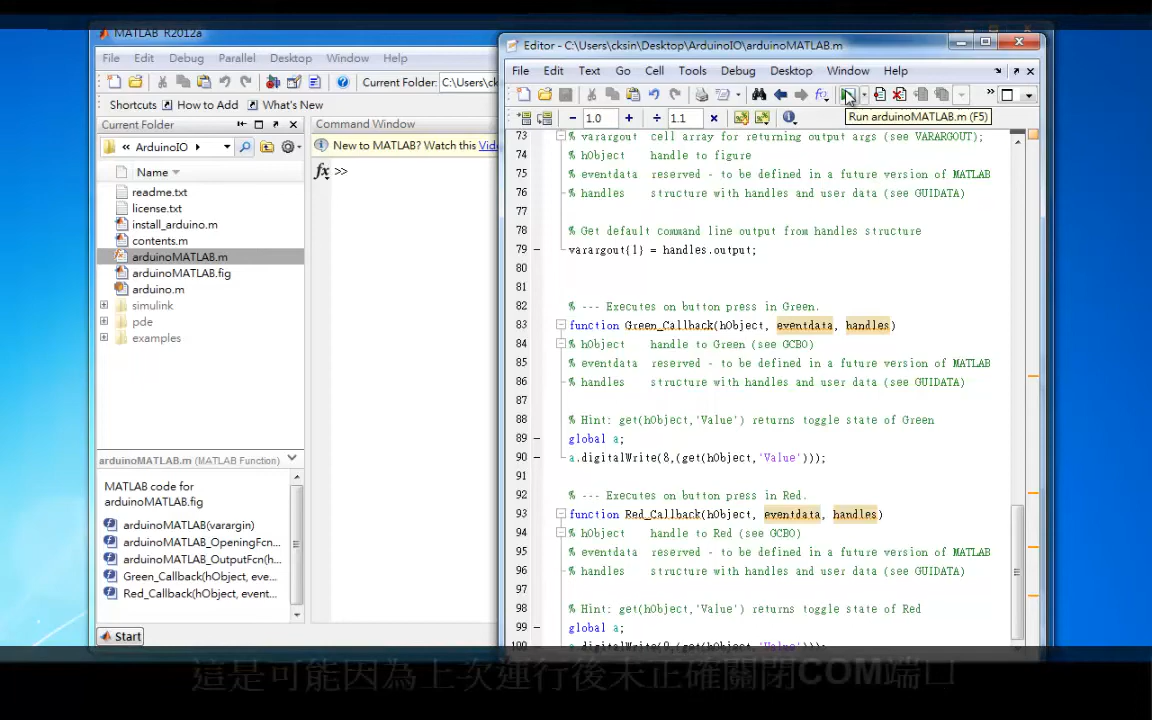 MATLAB R2012a
File Edit Debug Parallel Desktop Window Help
Current Folder: C:\Users\ck
Shortcuts How to Add What's New
Current Folder
« ArduinoIO
Name
readme.txt
license.txt
install_arduino.m
contents.m
arduinoMATLAB.m
arduinoMATLAB.fig
arduino.m
simulink
pde
examples
arduinoMATLAB.m (MATLAB Function)
MATLAB code for
arduinoMATLAB.fig
arduinoMATLAB(varargin)
arduinoMATLAB_OpeningFcn...
arduinoMATLAB_OutputFcn(h...
Green_Callback(hObject, eve...
Red_Callback(hObject, event...
Start
Command Window
New to MATLAB? Watch this Vid
fx >>
Editor - C:\Users\cksin\Desktop\ArduinoIO\arduinoMATLAB.m
File Edit Text Go Cell Tools Debug Desktop Window Help
− 1.0 + ÷ 1.1 ×
Run arduinoMATLAB.m (F5)
73 % varargout cell array for returning output args (see VARARGOUT);
74 % hObject handle to figure
75 % eventdata reserved - to be defined in a future version of MATLAB
76 % handles structure with handles and user data (see GUIDATA)
77
78 % Get default command line output from handles structure
79 – varargout{1} = handles.output;
80
81
82 % --- Executes on button press in Green.
83 function Green_Callback(hObject, eventdata, handles)
84 % hObject handle to Green (see GCBO)
85 % eventdata reserved - to be defined in a future version of MATLAB
86 % handles structure with handles and user data (see GUIDATA)
87
88 % Hint: get(hObject,'Value') returns toggle state of Green
89 – global a;
90 – a.digitalWrite(8,(get(hObject,'Value')));
91
92 % --- Executes on button press in Red.
93 function Red_Callback(hObject, eventdata, handles)
94 % hObject handle to Red (see GCBO)
95 % eventdata reserved - to be defined in a future version of MATLAB
96 % handles structure with handles and user data (see GUIDATA)
97
98 % Hint: get(hObject,'Value') returns toggle state of Red
99 – global a;
100 a.digitalWrite(9,(get(hObject,'Value')));
這是可能因為上次運行後未正確關閉COM端口